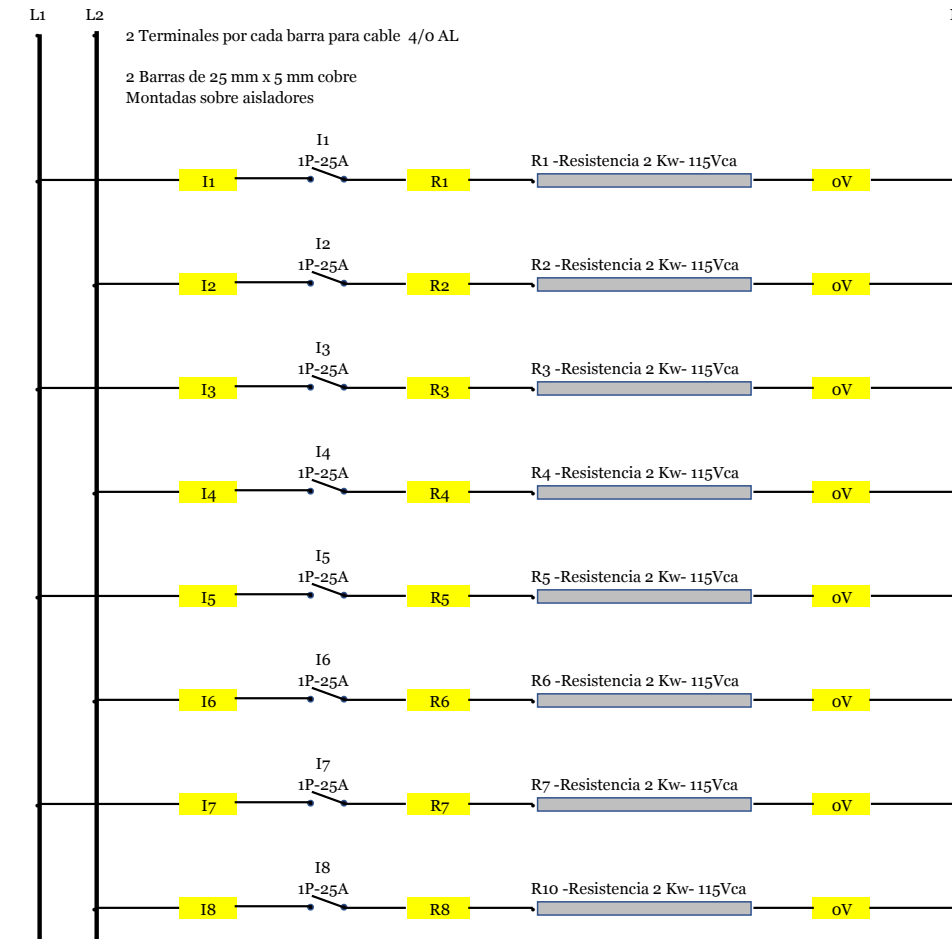 L1 L2
2 Terminales por cada barra para cable 4/0 AL
2 Barras de 25 mm x 5 mm cobre
Montadas sobre aisladores
I1
1P-25A R1 -Resistencia 2 Kw- 115Vca
I1 R1 0V
I2
1P-25A R2 -Resistencia 2 Kw- 115Vca
I2 R2 0V
I3
1P-25A R3 -Resistencia 2 Kw- 115Vca
I3 R3 0V
I4
1P-25A R4 -Resistencia 2 Kw- 115Vca
I4 R4 0V
I5
1P-25A R5 -Resistencia 2 Kw- 115Vca
I5 R5 0V
I6
1P-25A R6 -Resistencia 2 Kw- 115Vca
I6 R6 0V
I7
1P-25A R7 -Resistencia 2 Kw- 115Vca
I7 R7 0V
I8
1P-25A R10 -Resistencia 2 Kw- 115Vca
I8 R8 0V